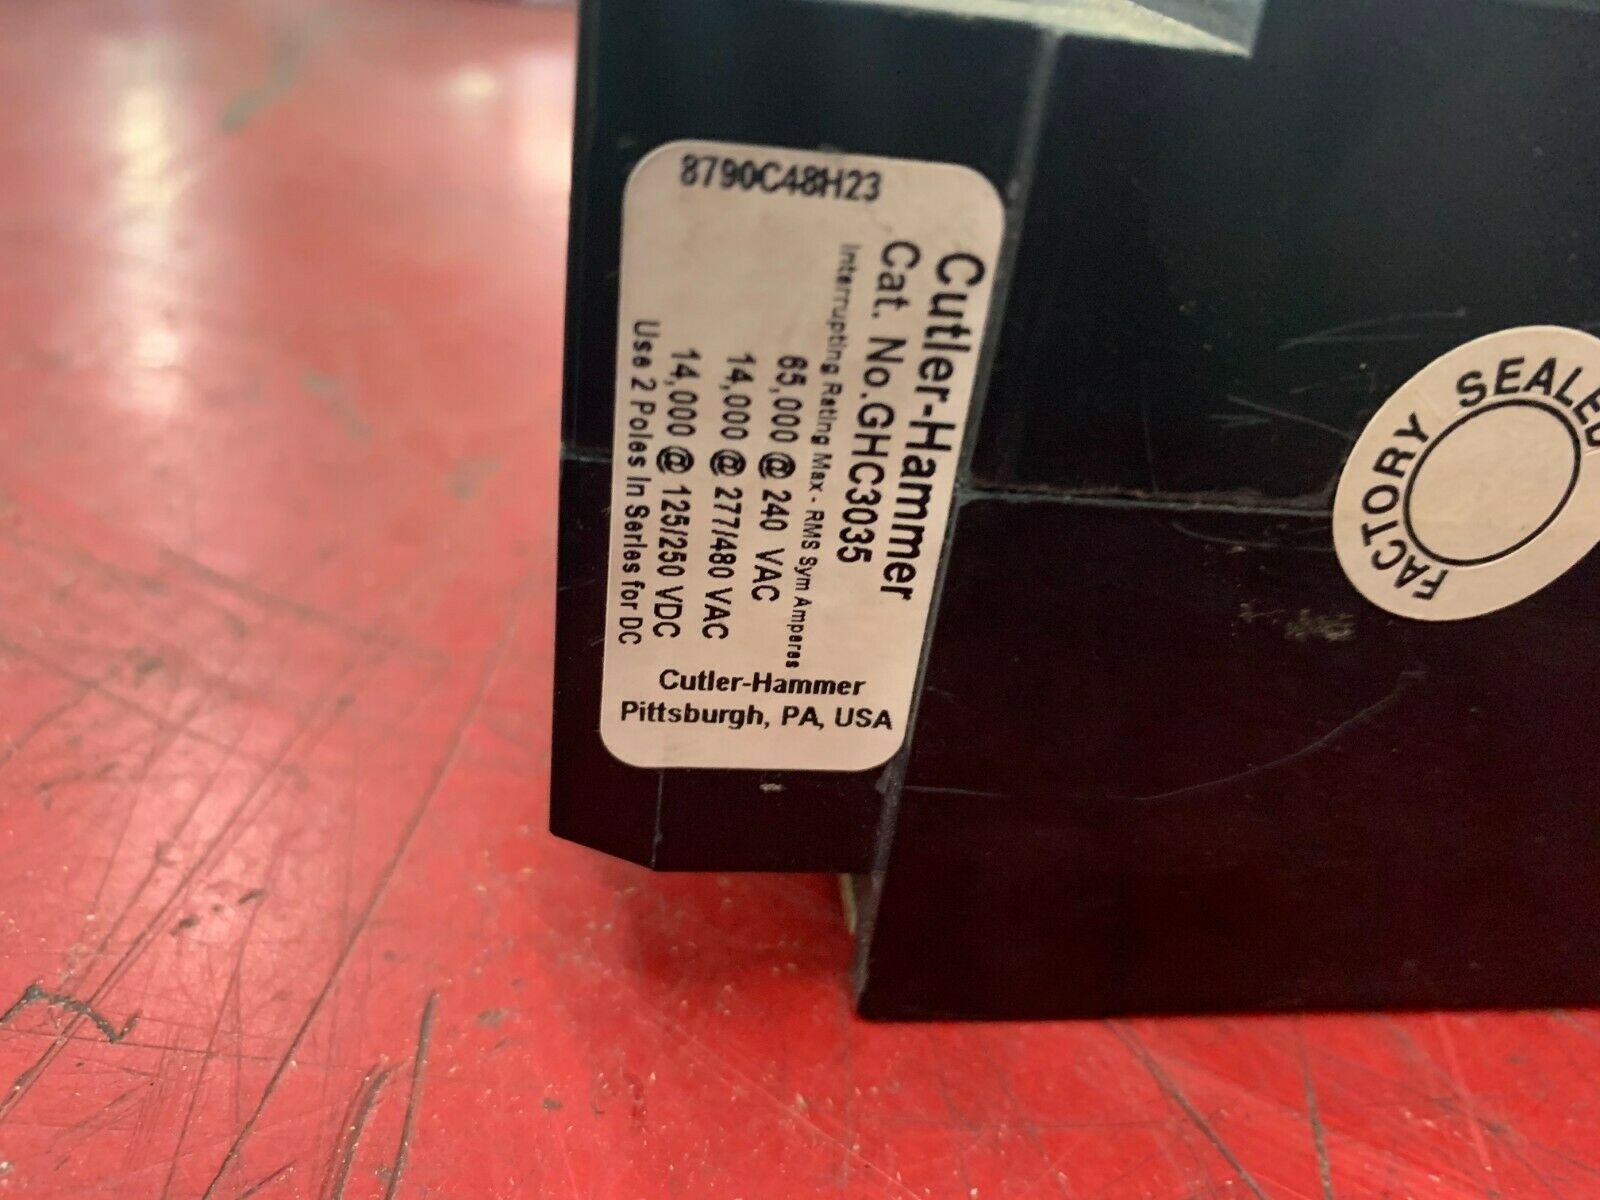 8790C48H23
Cutler-Hammer
Cat. No.GHC3035
Interrupting Rating Max - RMS Sym Amperes
65,000 @ 240 VAC
14,000 @ 277/480 VAC
14,000 @ 125/250 VDC
Use 2 Poles in Series for DC
Cutler-Hammer
Pittsburgh, PA, USA
FACTORY SEALED